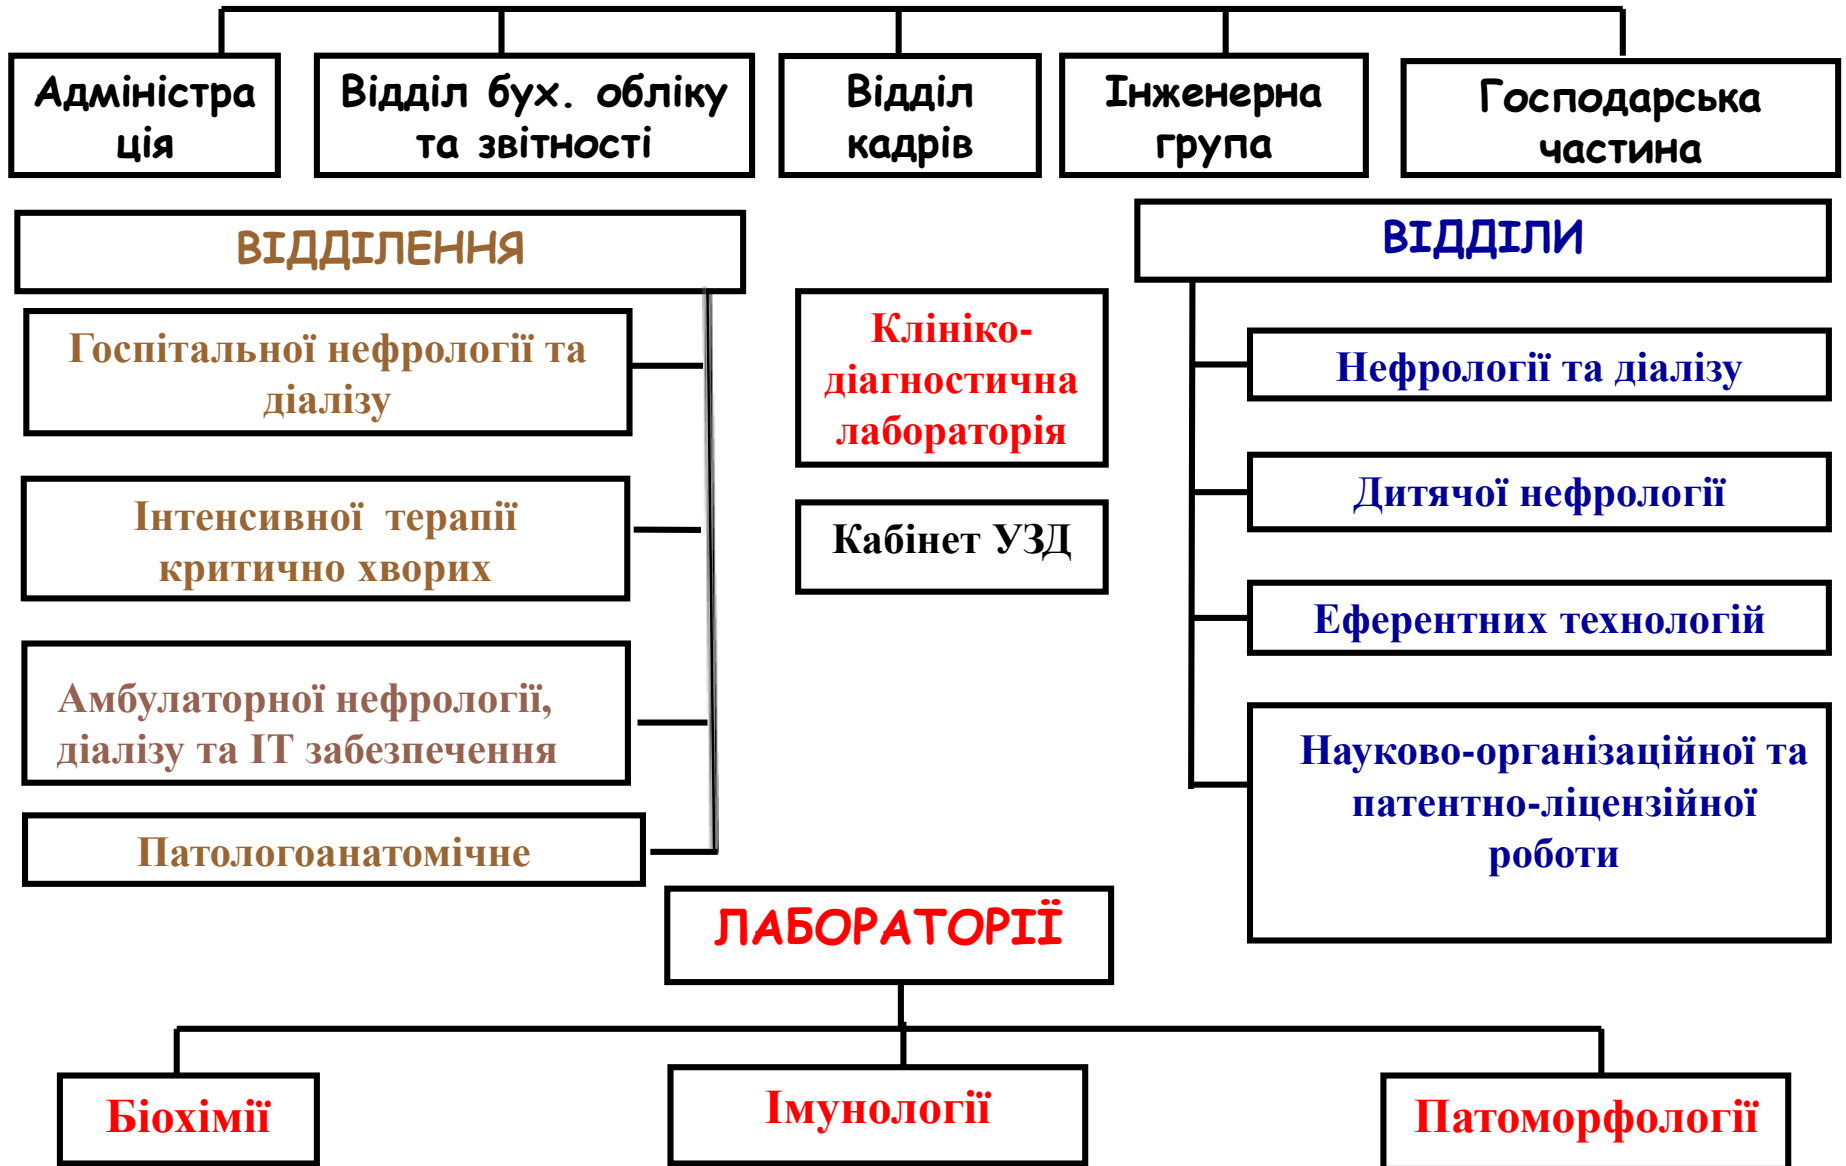 Адміністра
ція
Відділ бух. обліку
та звітності
Відділ
кадрів
Інженерна
група
Господарська
частина
ВІДДІЛЕННЯ
Госпітальної нефрології та
діалізу
Інтенсивної терапії
критично хворих
Амбулаторної нефрології,
діалізу та ІТ забезпечення
Патологоанатомічне
Клініко-
діагностична
лабораторія
Кабінет УЗД
ВІДДІЛИ
Нефрології та діалізу
Дитячої нефрології
Еферентних технологій
Науково-організаційної та
патентно-ліцензійної
роботи
ЛАБОРАТОРІЇ
Біохімії
Імунології
Патоморфології